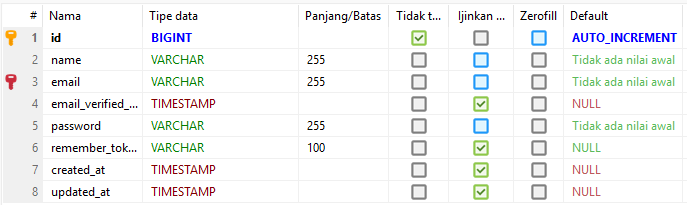 # Nama Tipe data Panjang/Batas Tidak t... Ijinkan ... Zerofill Default
1 id BIGINT AUTO_INCREMENT
2 name VARCHAR 255 Tidak ada nilai awal
3 email VARCHAR 255 Tidak ada nilai awal
4 email_verified_... TIMESTAMP NULL
5 password VARCHAR 255 Tidak ada nilai awal
6 remember_tok... VARCHAR 100 NULL
7 created_at TIMESTAMP NULL
8 updated_at TIMESTAMP NULL